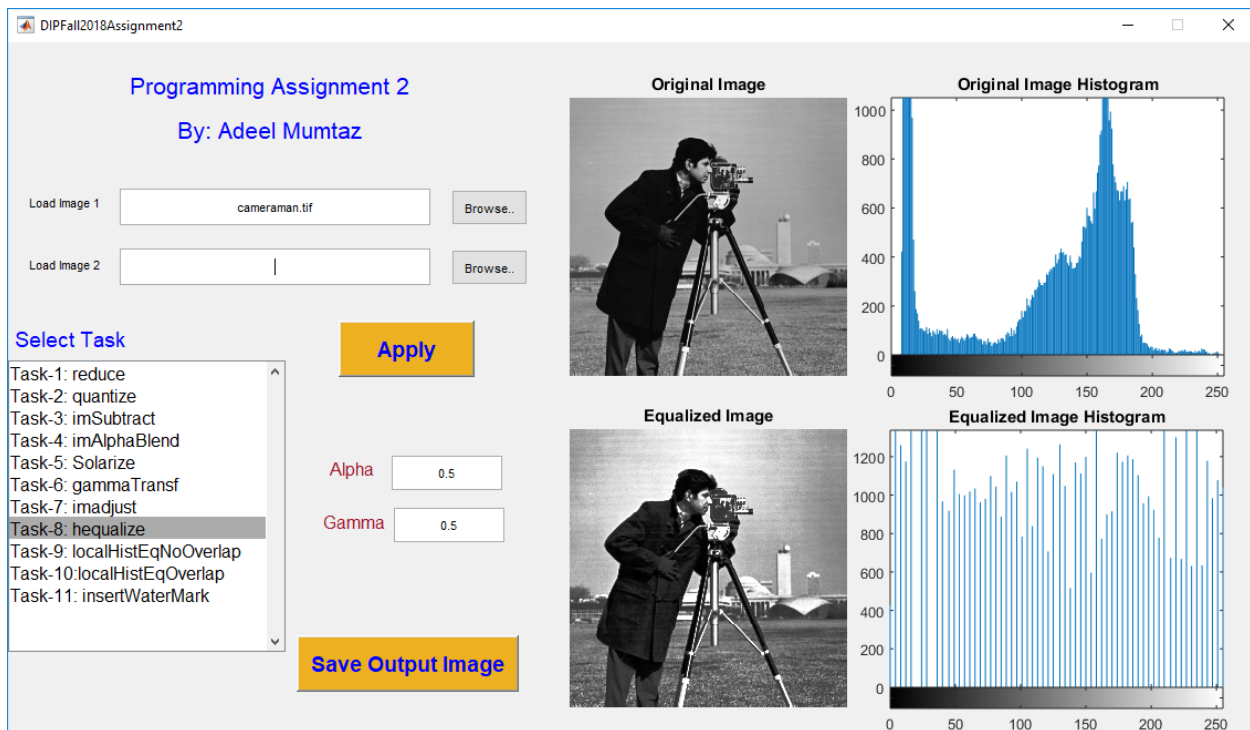 DIPFall2018Assignment2
Programming Assignment 2
By: Adeel Mumtaz
Load Image 1
cameraman.tif
Browse..
Load Image 2
Browse..
Select Task
Apply
Task-1: reduce
Task-2: quantize
Task-3: imSubtract
Task-4: imAlphaBlend
Task-5: Solarize
Task-6: gammaTransf
Task-7: imadjust
Task-8: hequalize
Task-9: localHistEqNoOverlap
Task-10:localHistEqOverlap
Task-11: insertWaterMark
Alpha
0.5
Gamma
0.5
Save Output Image
Original Image
Original Image Histogram
1000
800
600
400
200
0
0 50 100 150 200 250
Equalized Image
Equalized Image Histogram
1200
1000
800
600
400
200
0
0 50 100 150 200 250